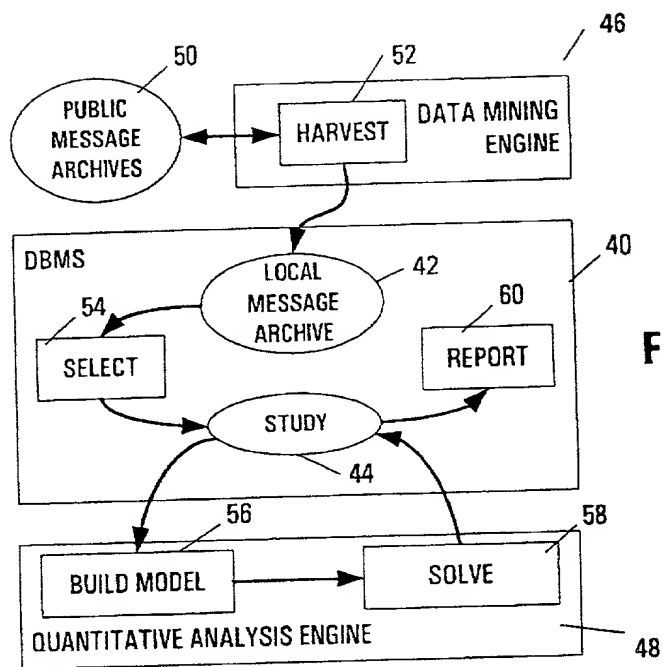 46
50
52
PUBLIC
MESSAGE
ARCHIVES
HARVEST
DATA MINING
ENGINE
DBMS
40
LOCAL
MESSAGE
ARCHIVE
42
54
SELECT
60
REPORT
F
STUDY
44
56
BUILD MODEL
58
SOLVE
QUANTITATIVE ANALYSIS ENGINE
48